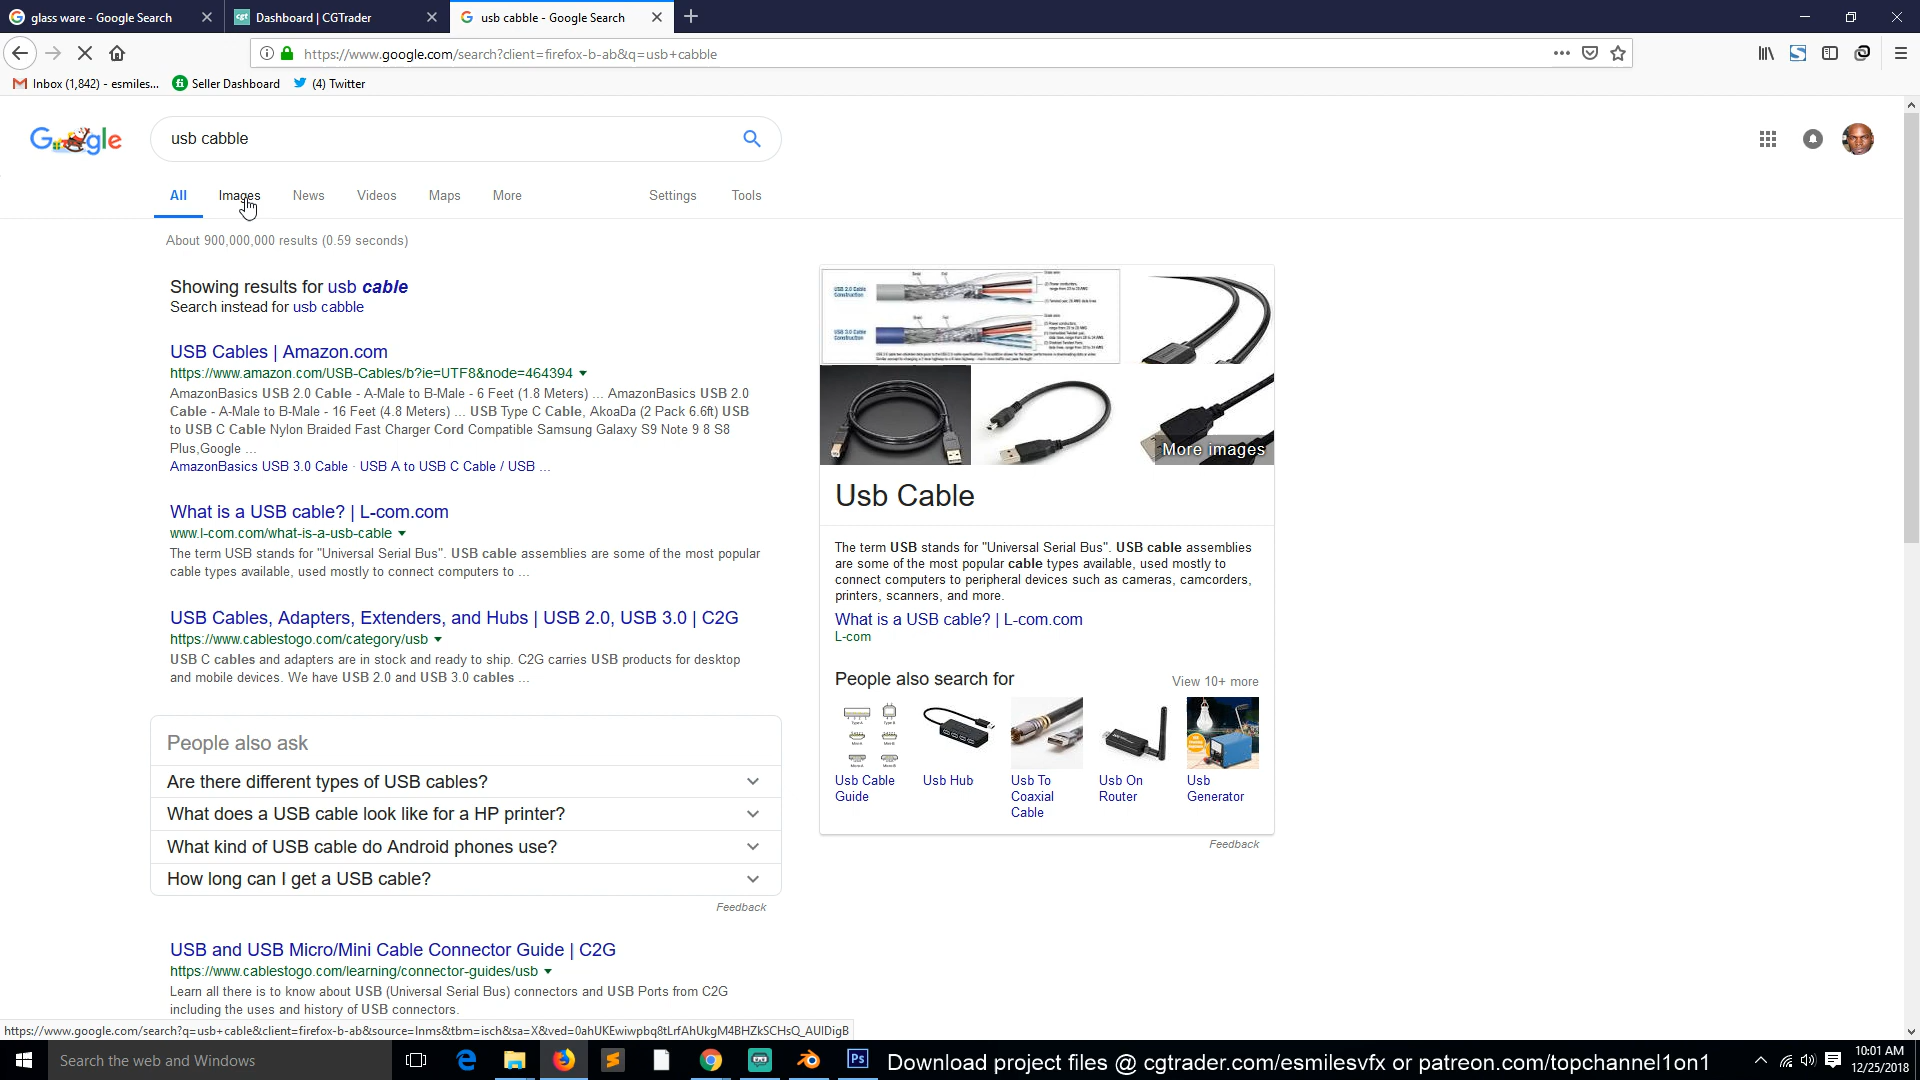 glass ware - Google Search
Dashboard | CGTrader
usb cabble - Google Search
https://www.google.com/search?client=firefox-b-ab&q=usb+cabble
Inbox (1,842) - esmiles...
Seller Dashboard
(4) Twitter
Google
usb cabble
All
Images
News
Videos
Maps
More
Settings
Tools
About 900,000,000 results (0.59 seconds)
Showing results for usb cable
Search instead for usb cabble
USB Cables | Amazon.com
https://www.amazon.com/USB-Cables/b?ie=UTF8&node=464394
AmazonBasics USB 2.0 Cable - A-Male to B-Male - 6 Feet (1.8 Meters) ... AmazonBasics USB 2.0
Cable - A-Male to B-Male - 16 Feet (4.8 Meters) ... USB Type C Cable, AkoaDa (2 Pack 6.6ft) USB
to USB C Cable Nylon Braided Fast Charger Cord Compatible Samsung Galaxy S9 Note 9 8 S8
Plus,Google ...
AmazonBasics USB 3.0 Cable · USB A to USB C Cable / USB ...
What is a USB cable? | L-com.com
www.l-com.com/what-is-a-usb-cable
The term USB stands for "Universal Serial Bus". USB cable assemblies are some of the most popular
cable types available, used mostly to connect computers to ...
USB Cables, Adapters, Extenders, and Hubs | USB 2.0, USB 3.0 | C2G
https://www.cablestogo.com/category/usb
USB C cables and adapters are in stock and ready to ship. C2G carries USB products for desktop
and mobile devices. We have USB 2.0 and USB 3.0 cables ...
People also ask
Are there different types of USB cables?
What does a USB cable look like for a HP printer?
What kind of USB cable do Android phones use?
How long can I get a USB cable?
Feedback
USB and USB Micro/Mini Cable Connector Guide | C2G
https://www.cablestogo.com/learning/connector-guides/usb
Learn all there is to know about USB (Universal Serial Bus) connectors and USB Ports from C2G
including the uses and history of USB connectors.
USB 2.0 Cable
Construction
USB 3.0 Cable
Construction
More images
Usb Cable
The term USB stands for "Universal Serial Bus". USB cable assemblies
are some of the most popular cable types available, used mostly to
connect computers to peripheral devices such as cameras, camcorders,
printers, scanners, and more.
What is a USB cable? | L-com.com
L-com
People also search for
View 10+ more
Usb Cable
Guide
Usb Hub
Usb To
Coaxial
Cable
Usb On
Router
Usb
Generator
Feedback
https://www.google.com/search?q=usb+cable&client=firefox-b-ab&source=lnms&tbm=isch&sa=X&ved=0ahUKEwiwpbq8tLrfAhUkgM4BHZkSCHsQ_AUIDigB
Search the web and Windows
Download project files @ cgtrader.com/esmilesvfx or patreon.com/topchannel1on1
10:01 AM
12/25/2018